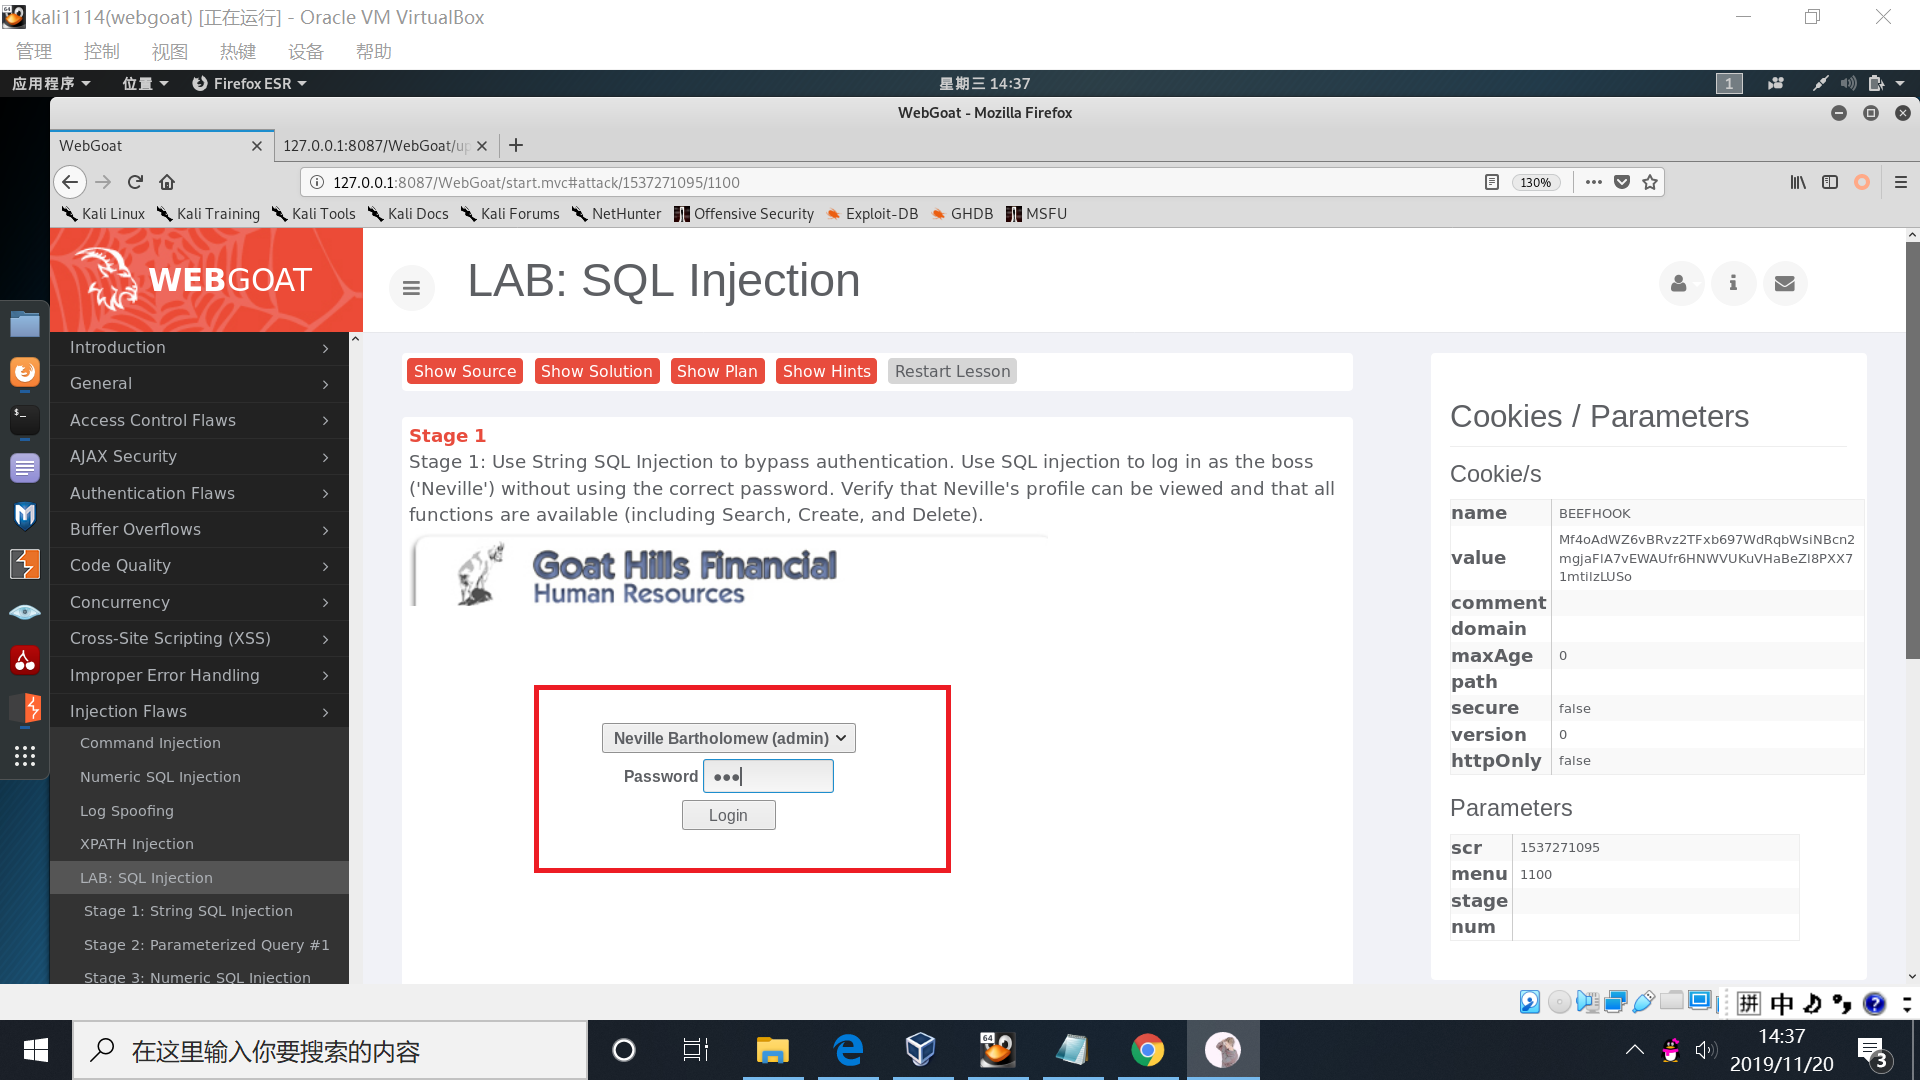 kali1114(webgoat) [正在运行] - Oracle VM VirtualBox
管理 控制 视图 热键 设备 帮助
应用程序 位置 Firefox ESR 星期三 14:37 1
WebGoat - Mozilla Firefox
WebGoat 127.0.0.1:8087/WebGoat/up
127.0.0.1:8087/WebGoat/start.mvc#attack/1537271095/1100 130%
Kali Linux Kali Training Kali Tools Kali Docs Kali Forums NetHunter Offensive Security Exploit-DB GHDB MSFU
WEBGOAT
LAB: SQL Injection
Introduction
General
Access Control Flaws
AJAX Security
Authentication Flaws
Buffer Overflows
Code Quality
Concurrency
Cross-Site Scripting (XSS)
Improper Error Handling
Injection Flaws
Command Injection
Numeric SQL Injection
Log Spoofing
XPATH Injection
LAB: SQL Injection
Stage 1: String SQL Injection
Stage 2: Parameterized Query #1
Stage 3: Numeric SQL Injection
Show Source Show Solution Show Plan Show Hints Restart Lesson
Stage 1
Stage 1: Use String SQL Injection to bypass authentication. Use SQL injection to log in as the boss
('Neville') without using the correct password. Verify that Neville's profile can be viewed and that all
functions are available (including Search, Create, and Delete).
Goat Hills Financial
Human Resources
Neville Bartholomew (admin)
Password
Login
Cookies / Parameters
Cookie/s
name BEEFHOOK
value Mf4oAdWZ6vBRvz2TFxb697WdRqbWsiNBcn2
mgjaFIA7vEWAUfr6HNWVUKuVHaBeZl8PXX7
1mtiIzLUSo
comment
domain
maxAge 0
path
secure false
version 0
httpOnly false
Parameters
scr 1537271095
menu 1100
stage
num
拼 中
在这里输入你要搜索的内容
64
14:37
2019/11/20
3